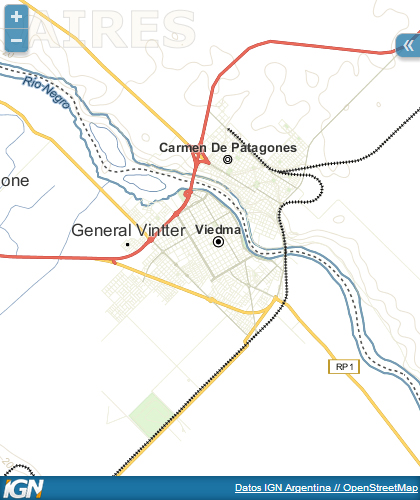 +
AIRES
−
«
Río Negro
Carmen De Patagones
one
General Vintter
Viedma
RP1
IGN
Datos IGN Argentina // OpenStreetMap